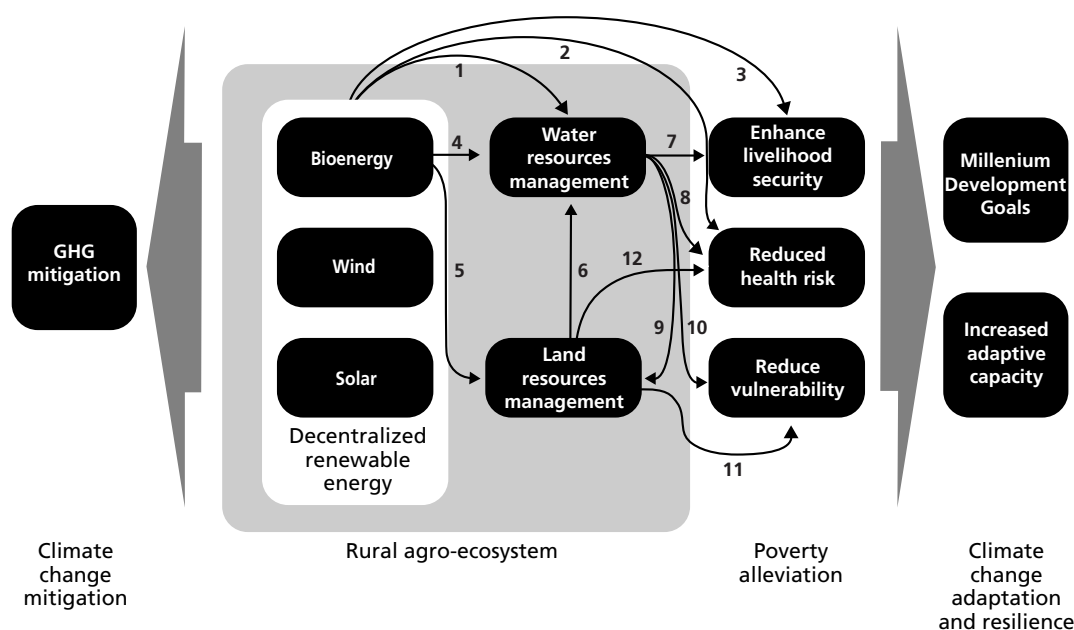 1
2
3
4
5
6
7
8
9
10
11
12
GHG
mitigation
Bioenergy
Wind
Solar
Decentralized
renewable
energy
Water
resources
management
Land
resources
management
Enhance
livelihood
security
Reduced
health risk
Reduce
vulnerability
Millenium
Development
Goals
Increased
adaptive
capacity
Climate
change
mitigation
Rural agro-ecosystem
Poverty
alleviation
Climate
change
adaptation
and resilience